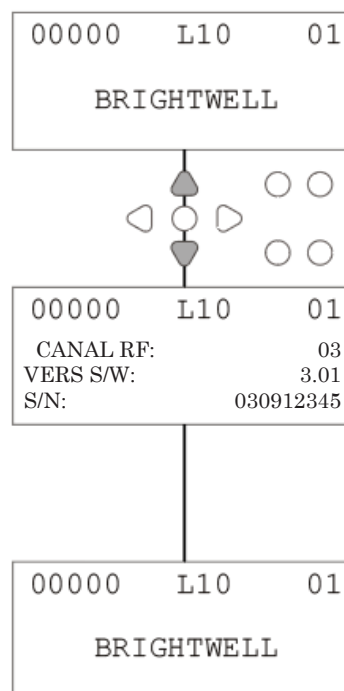 00000 L10 01
BRIGHTWELL
00000 L10 01
CANAL RF: 03
VERS S/W: 3.01
S/N: 030912345
00000 L10 01
BRIGHTWELL